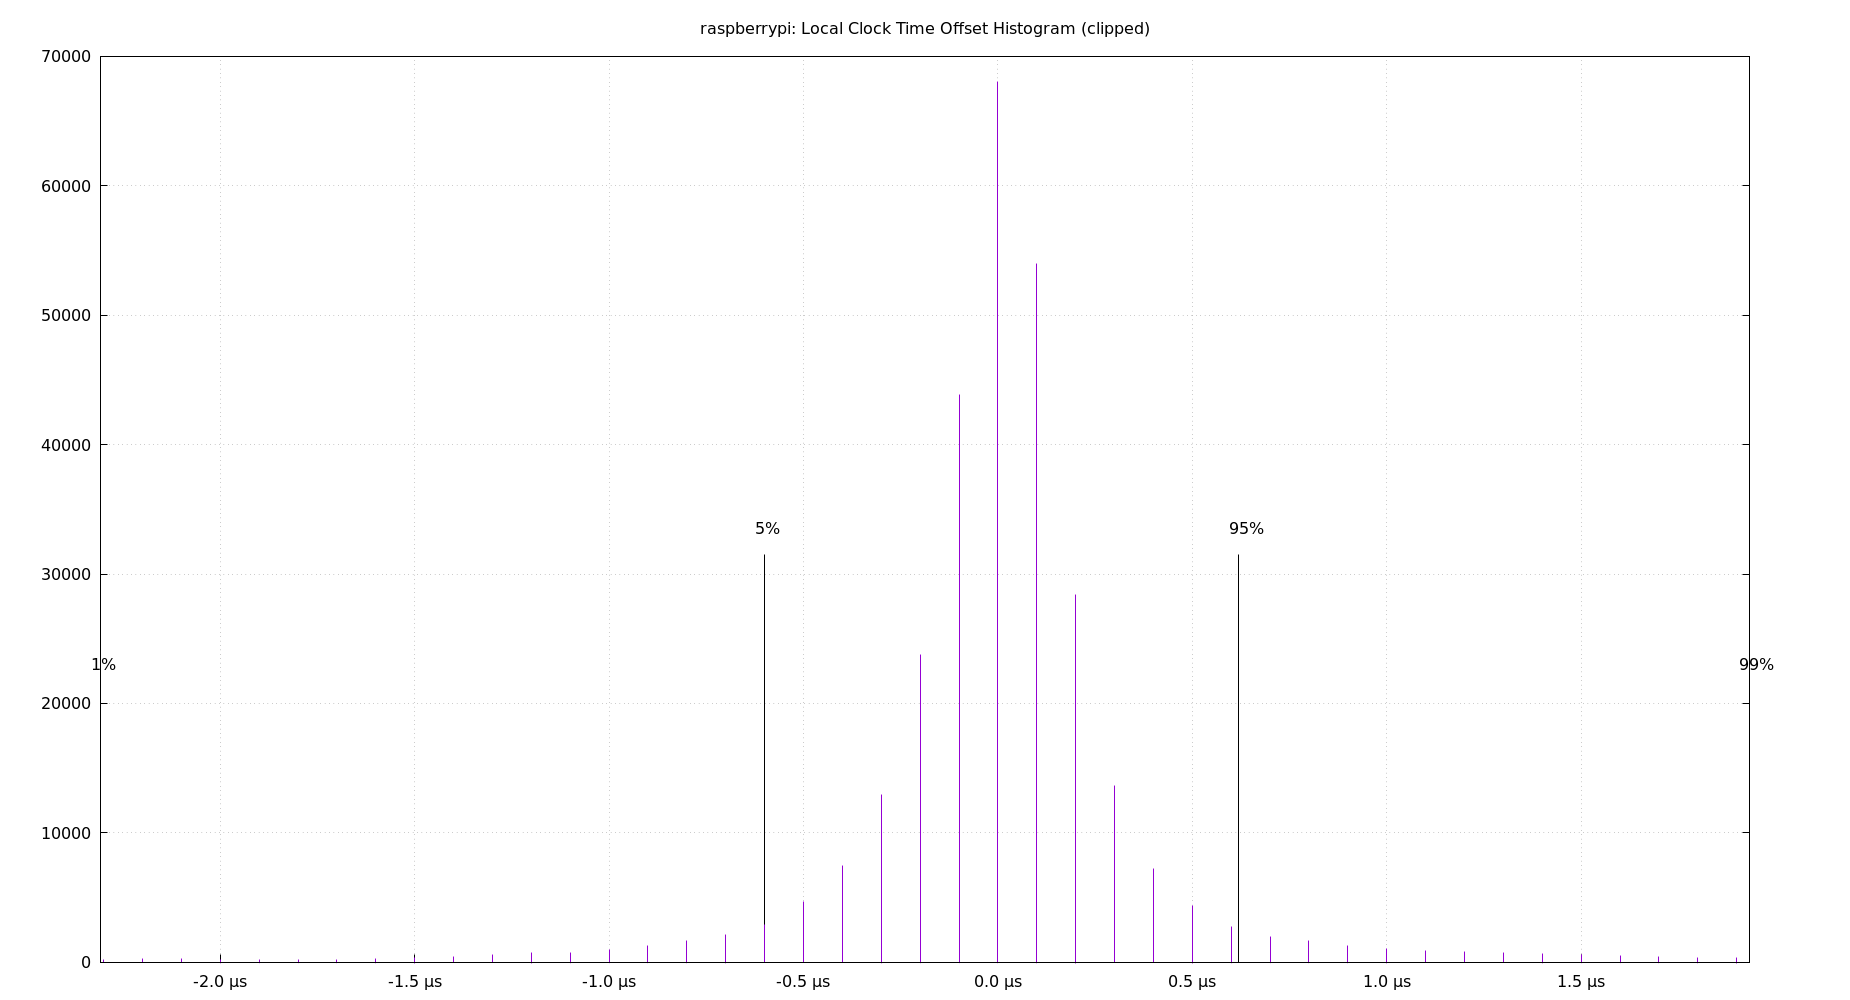 raspberrypi: Local Clock Time Offset Histogram (clipped)
70000
60000
50000
40000
5%
95%
30000
1%
99%
20000
10000
0
-2.0 µs
-1.5 µs
-1.0 µs
-0.5 µs
0.0 µs
0.5 µs
1.0 µs
1.5 µs